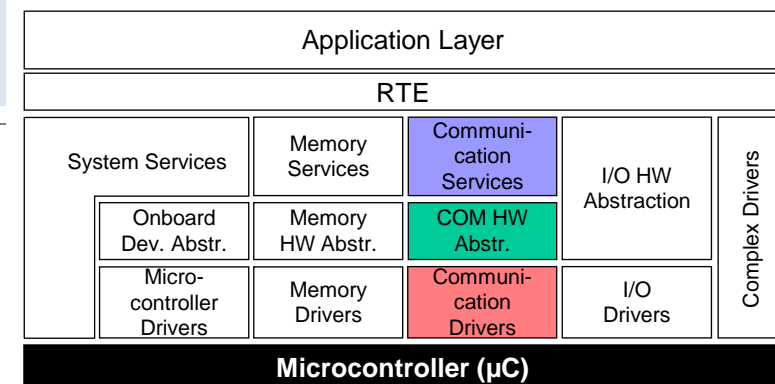 Application Layer
RTE
System Services
Memory
Services
Communi-
cation
Services
I/O HW
Abstraction
Complex Drivers
Onboard
Dev. Abstr.
Memory
HW Abstr.
COM HW
Abstr.
Micro-
controller
Drivers
Memory
Drivers
Communi-
cation
Drivers
I/O
Drivers
Microcontroller (µC)